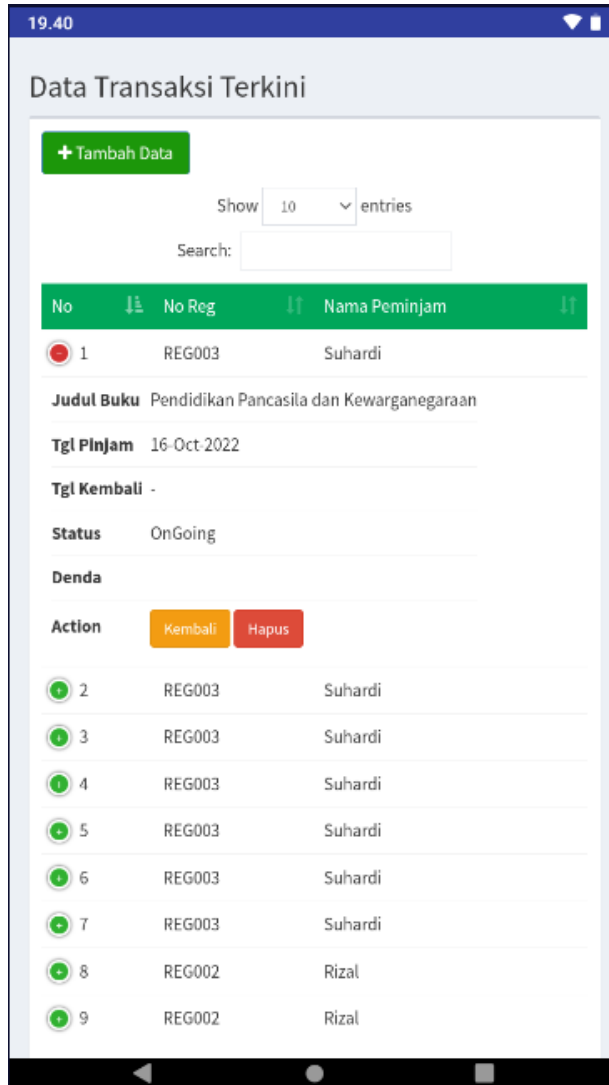 19.40
Data Transaksi Terkini
+ Tambah Data
Show 10 entries
Search:
No No Reg Nama Peminjam
1 REG003 Suhardi
Judul Buku Pendidikan Pancasila dan Kewarganegaraan
Tgl Pinjam 16-Oct-2022
Tgl Kembali -
Status OnGoing
Denda
Action Kembali Hapus
2 REG003 Suhardi
3 REG003 Suhardi
4 REG003 Suhardi
5 REG003 Suhardi
6 REG003 Suhardi
7 REG003 Suhardi
8 REG002 Rizal
9 REG002 Rizal